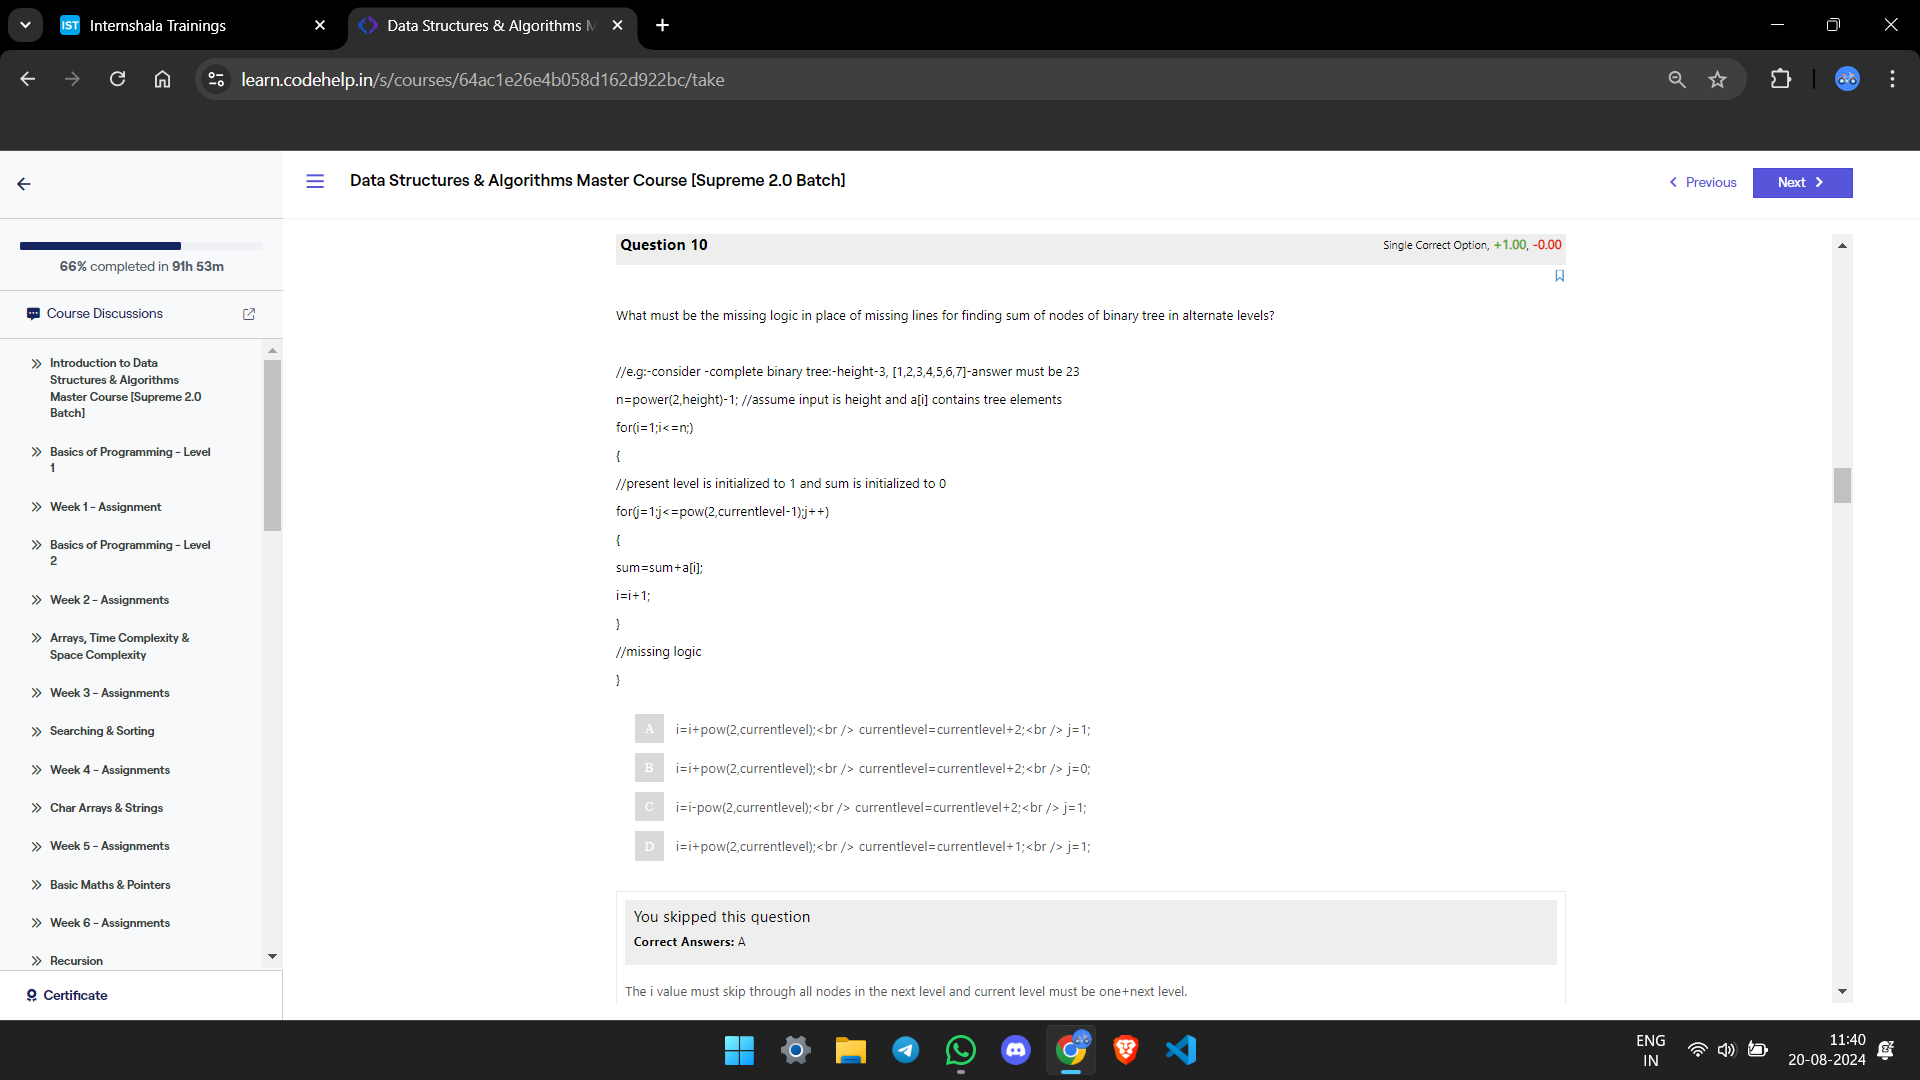 IST Internshala Trainings
Data Structures & Algorithms M
learn.codehelp.in/s/courses/64ac1e26e4b058d162d922bc/take
Data Structures & Algorithms Master Course [Supreme 2.0 Batch]
Previous
Next
66% completed in 91h 53m
Course Discussions
Introduction to Data
Structures & Algorithms
Master Course [Supreme 2.0
Batch]
Basics of Programming - Level
1
Week 1 - Assignment
Basics of Programming - Level
2
Week 2 - Assignments
Arrays, Time Complexity &
Space Complexity
Week 3 - Assignments
Searching & Sorting
Week 4 - Assignments
Char Arrays & Strings
Week 5 - Assignments
Basic Maths & Pointers
Week 6 - Assignments
Recursion
Certificate
Question 10
Single Correct Option, +1.00, -0.00
What must be the missing logic in place of missing lines for finding sum of nodes of binary tree in alternate levels?
//e.g:-consider -complete binary tree:-height-3, [1,2,3,4,5,6,7]-answer must be 23
n=power(2,height)-1; //assume input is height and a[i] contains tree elements
for(i=1;i<=n;)
{
//present level is initialized to 1 and sum is initialized to 0
for(j=1;j<=pow(2,currentlevel-1);j++)
{
sum=sum+a[i];
i=i+1;
}
//missing logic
}
A i=i+pow(2,currentlevel);<br /> currentlevel=currentlevel+2;<br /> j=1;
B i=i+pow(2,currentlevel);<br /> currentlevel=currentlevel+2;<br /> j=0;
C i=i-pow(2,currentlevel);<br /> currentlevel=currentlevel+2;<br /> j=1;
D i=i+pow(2,currentlevel);<br /> currentlevel=currentlevel+1;<br /> j=1;
You skipped this question
Correct Answers: A
The i value must skip through all nodes in the next level and current level must be one+next level.
ENG
IN
11:40
20-08-2024